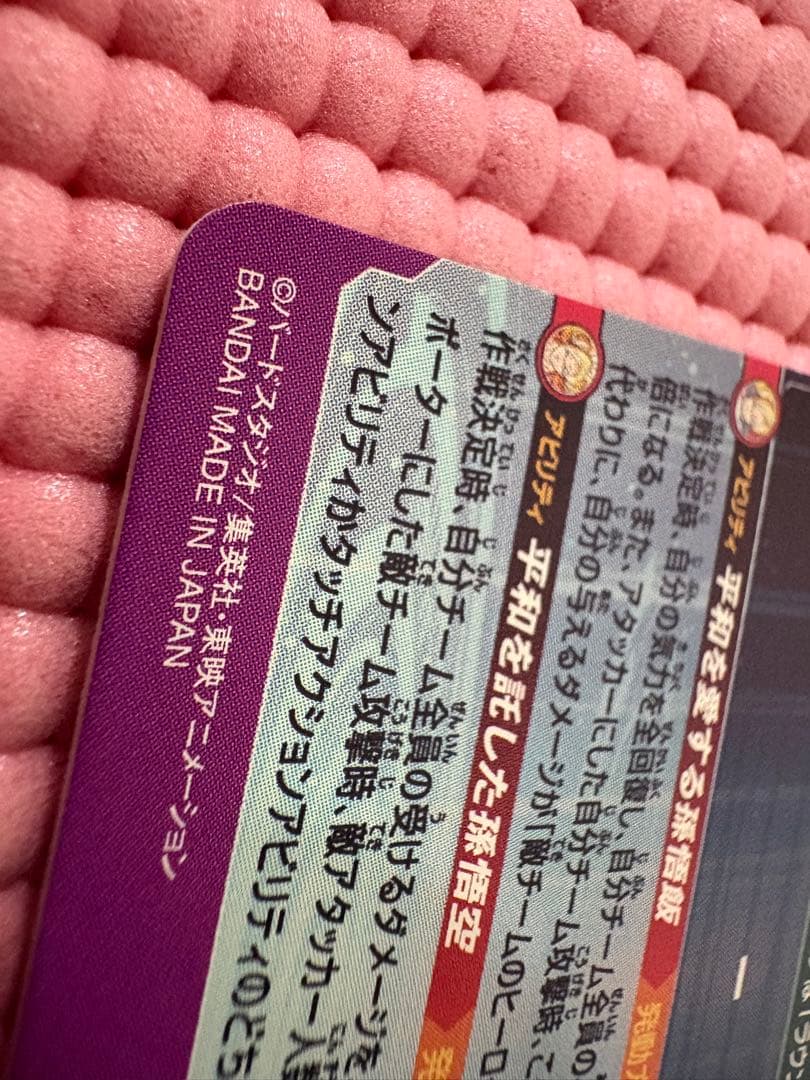 アビリティ 平和を愛する孫悟飯 発動
作戦決定時、自分の気力を全回復し、自分チーム全員の
倍になる。また、アタッカーにした自分チーム攻撃時、こ
代わりに、自分の与えるダメージが「敵チームのヒーロ
アビリティ 平和を託した孫悟空 発
作戦決定時、自分チーム全員の受けるダメージを
ポーターにした敵チーム攻撃時、敵アタッカー人数
ンアビリティかタッチアクションアビリティのどち
©バードスタジオ/集英社・東映アニメーション
BANDAI MADE IN JAPAN